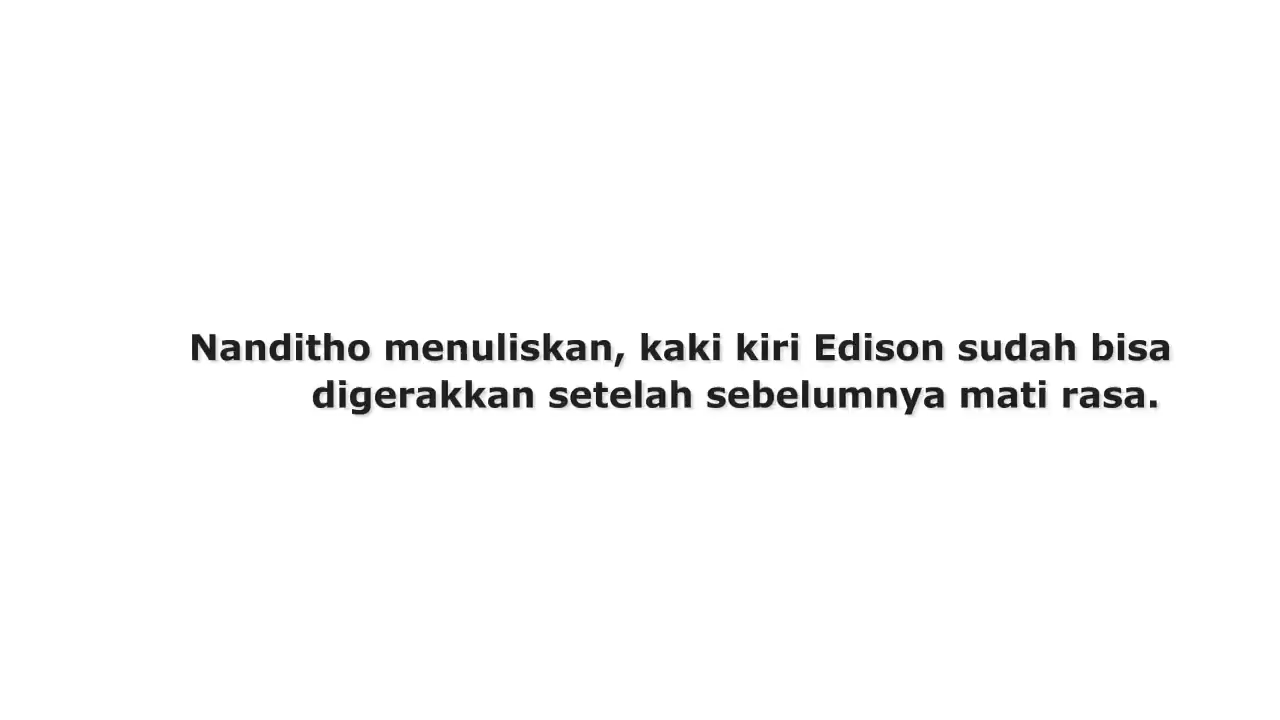 Nanditho menuliskan, kaki kiri Edison sudah bisa
digerakkan setelah sebelumnya mati rasa.